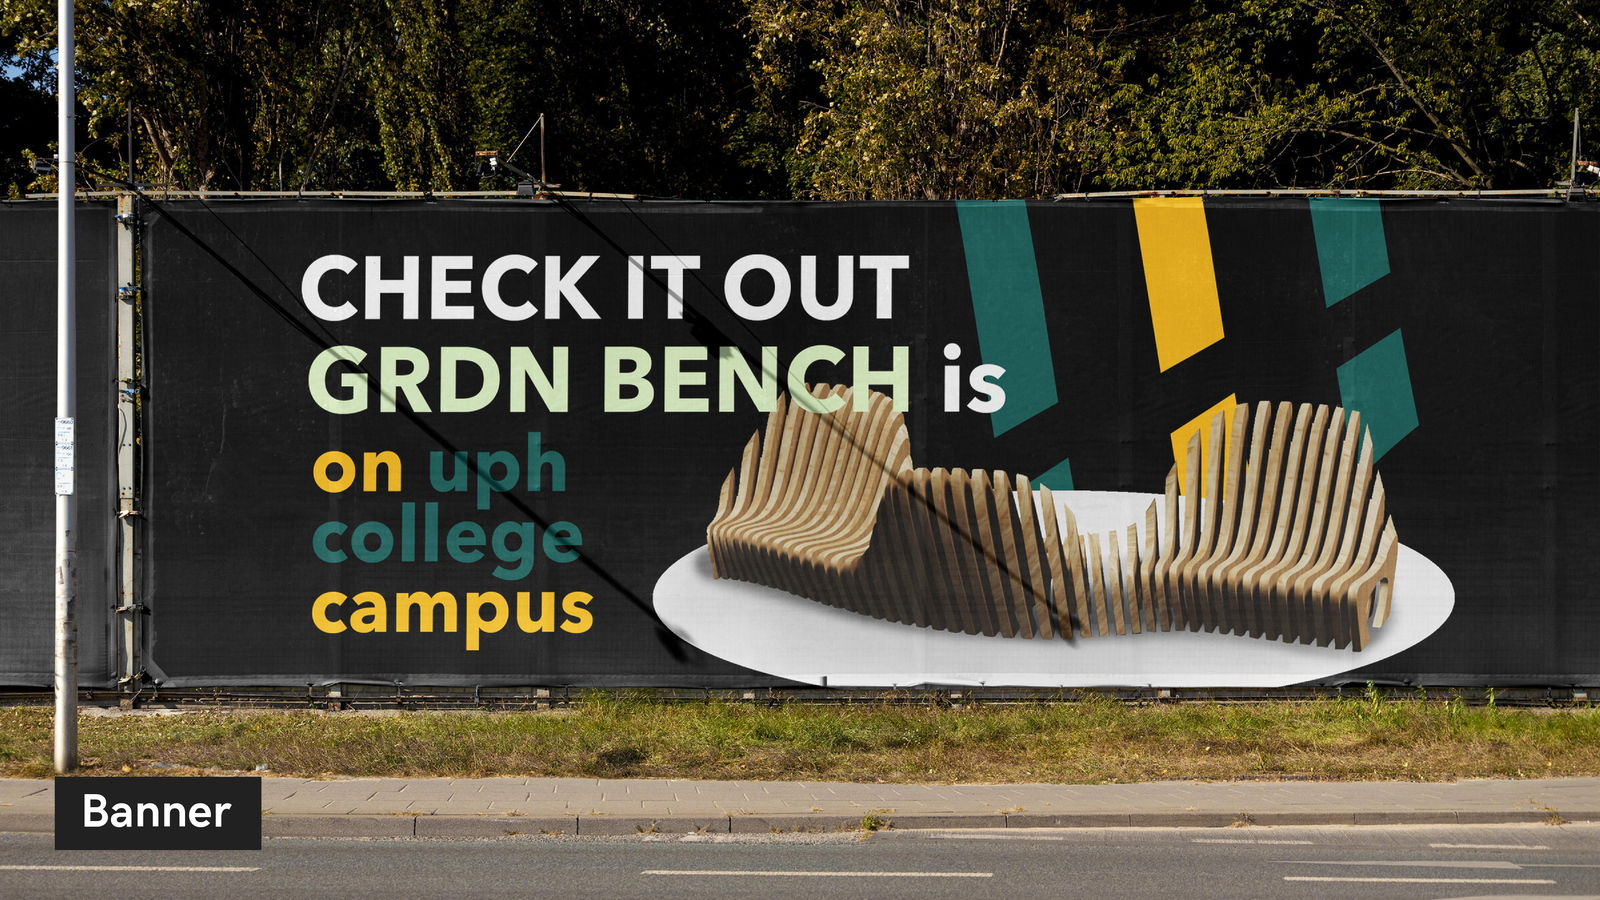 CHECK IT OUT
GRDN BENCH is
on uph
college
campus
Banner